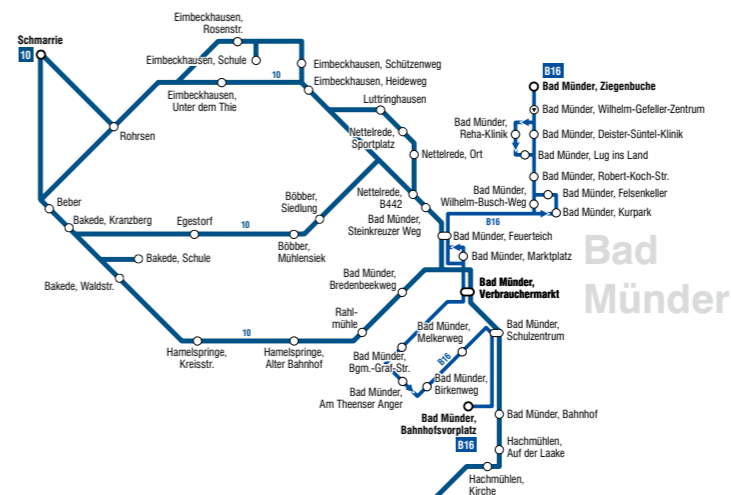 Eimbeckhausen,
Rosenstr.
Schmarrie
10
Eimbeckhausen, Schule
Eimbeckhausen, Schützenweg
10
Eimbeckhausen, Heideweg
Eimbeckhausen,
Unter dem Thie
Luttringhausen
Rohrsen
Nettelrede,
Sportplatz
Nettelrede, Ort
B16
Bad Münder, Ziegenbuche
Bad Münder, Wilhelm-Gefeller-Zentrum
Bad Münder,
Reha-Klinik
Bad Münder, Deister-Süntel-Klinik
Bad Münder, Lug ins Land
Bad Münder, Robert-Koch-Str.
Bad Münder,
Wilhelm-Busch-Weg
Bad Münder, Felsenkeller
Bad Münder, Kurpark
B16
Beber
Bakede, Kranzberg
Egestorf
10
Böbber,
Siedlung
Böbber,
Mühlensiek
Nettelrede,
B442
Bad Münder,
Steinkreuzer Weg
Bad Münder, Feuerteich
Bad Münder, Marktplatz
Bad
Münder
Bakede, Schule
Bakede, Waldstr.
Bad Münder,
Bredenbeekweg
Bad Münder,
Verbrauchermarkt
Rahl-
mühle
10
Hamelspringe,
Kreisstr.
Hamelspringe,
Alter Bahnhof
Bad Münder,
Melkerweg
Bad Münder,
Schulzentrum
Bad Münder,
Bgm.-Graf-Str.
B16
Bad Münder,
Am Theenser Anger
Bad Münder,
Birkenweg
Bad Münder,
Bahnhofsvorplatz
B16
Bad Münder, Bahnhof
Hachmühlen,
Auf der Laake
Hachmühlen,
Kirche